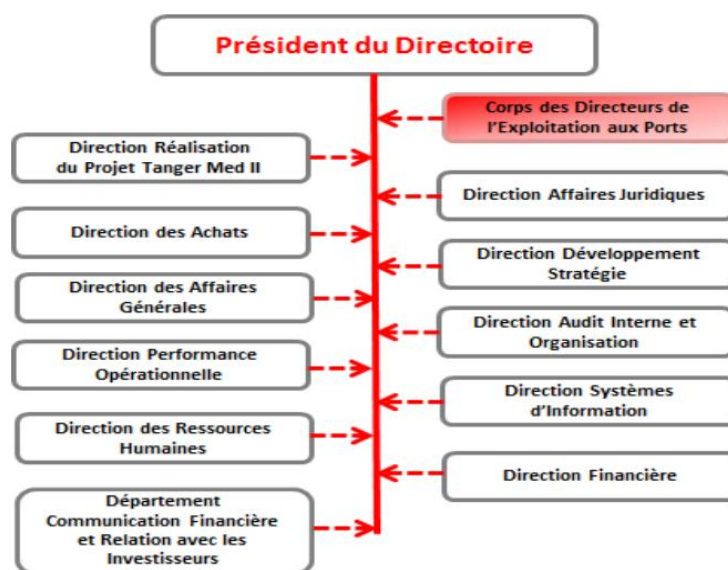 Président du Directoire
Corps des Directeurs de
l'Exploitation aux Ports
Direction Réalisation
du Projet Tanger Med II
Direction Affaires Juridiques
Direction des Achats
Direction Développement
Stratégie
Direction des Affaires
Générales
Direction Audit Interne et
Organisation
Direction Performance
Opérationnelle
Direction Systèmes
d'Information
Direction des Ressources
Humaines
Direction Financière
Département
Communication Financière
et Relation avec les
Investisseurs